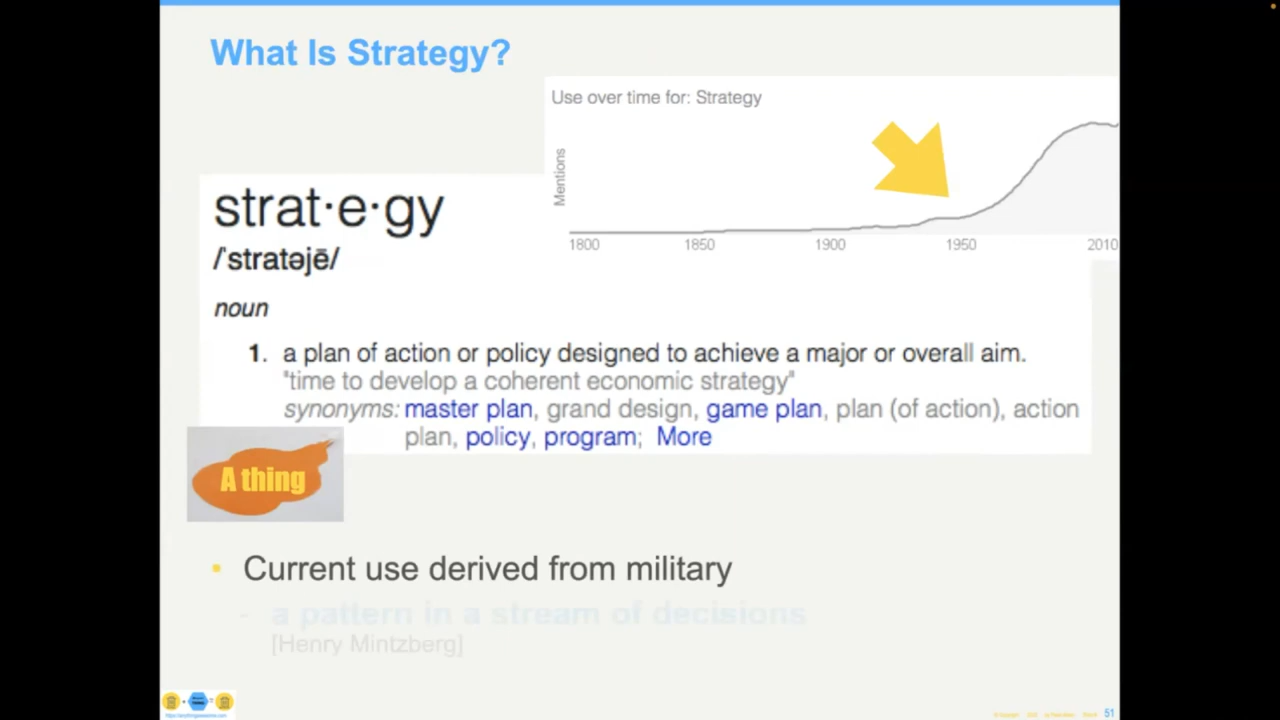 What Is Strategy?
Use over time for: Strategy
Mentions
1800 1850 1900 1950 2010
strat·e·gy
/ˈstratəjē/
noun
1. a plan of action or policy designed to achieve a major or overall aim.
"time to develop a coherent economic strategy"
synonyms: master plan, grand design, game plan, plan (of action), action
plan, policy, program; More
A thing
• Current use derived from military
- a pattern in a stream of decisions
[Henry Mintzberg]
51